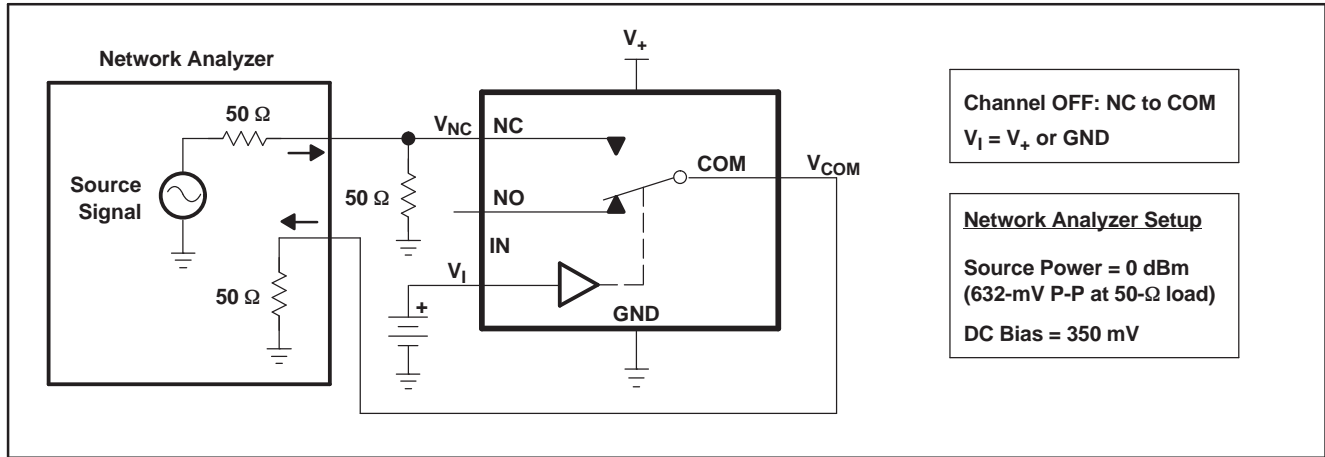 Network Analyzer
50 Ω
Source
Signal
50 Ω
50 Ω
V+
VNC
NC
NO
IN
VI
+
COM
GND
VCOM
Channel OFF: NC to COM
VI = V+ or GND
Network Analyzer Setup
Source Power = 0 dBm
(632-mV P-P at 50-Ω load)
DC Bias = 350 mV